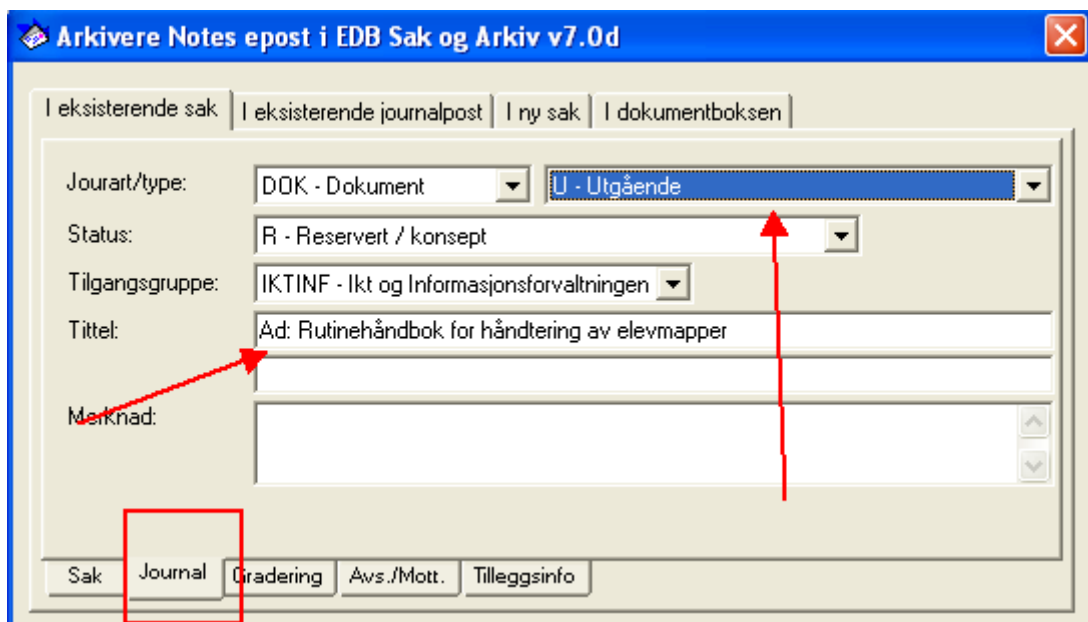 Arkivere Notes epost i EDB Sak og Arkiv v7.0d
I eksisterende sak I eksisterende journalpost I ny sak I dokumentboksen
Jourart/type: DOK - Dokument U - Utgående
Status: R - Reservert / konsept
Tilgangsgruppe: IKTINF - Ikt og Informasjonsforvaltningen
Tittel: Ad: Rutinehåndbok for håndtering av elevmapper
Merknad:
Sak Journal Gradering Avs./Mott. Tilleggsinfo